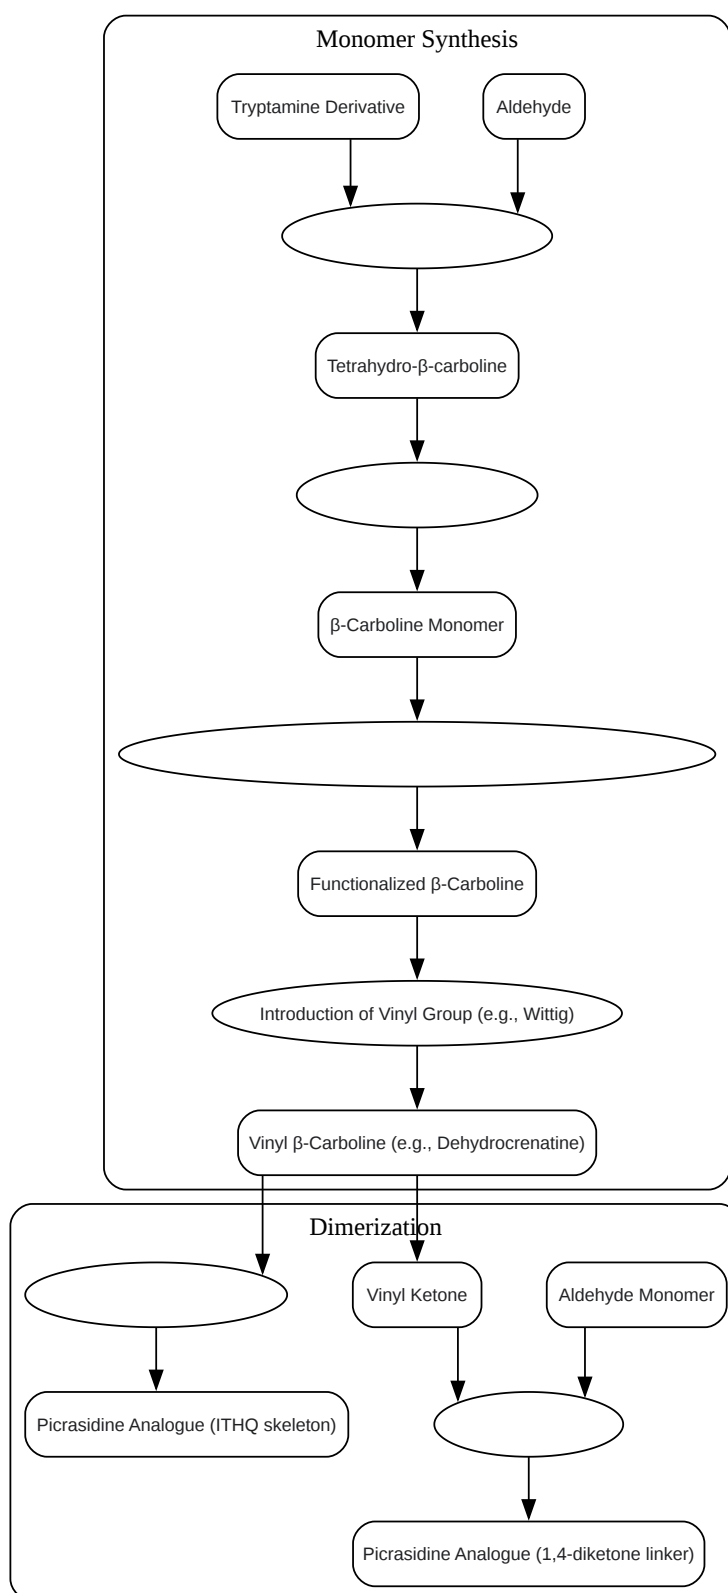 Monomer Synthesis
Tryptamine Derivative
Aldehyde
Tetrahydro-β-carboline
β-Carboline Monomer
Functionalized β-Carboline
Introduction of Vinyl Group (e.g., Wittig)
Vinyl β-Carboline (e.g., Dehydrocrenatine)
Dimerization
Vinyl Ketone
Aldehyde Monomer
Picrasidine Analogue (ITHQ skeleton)
Picrasidine Analogue (1,4-diketone linker)